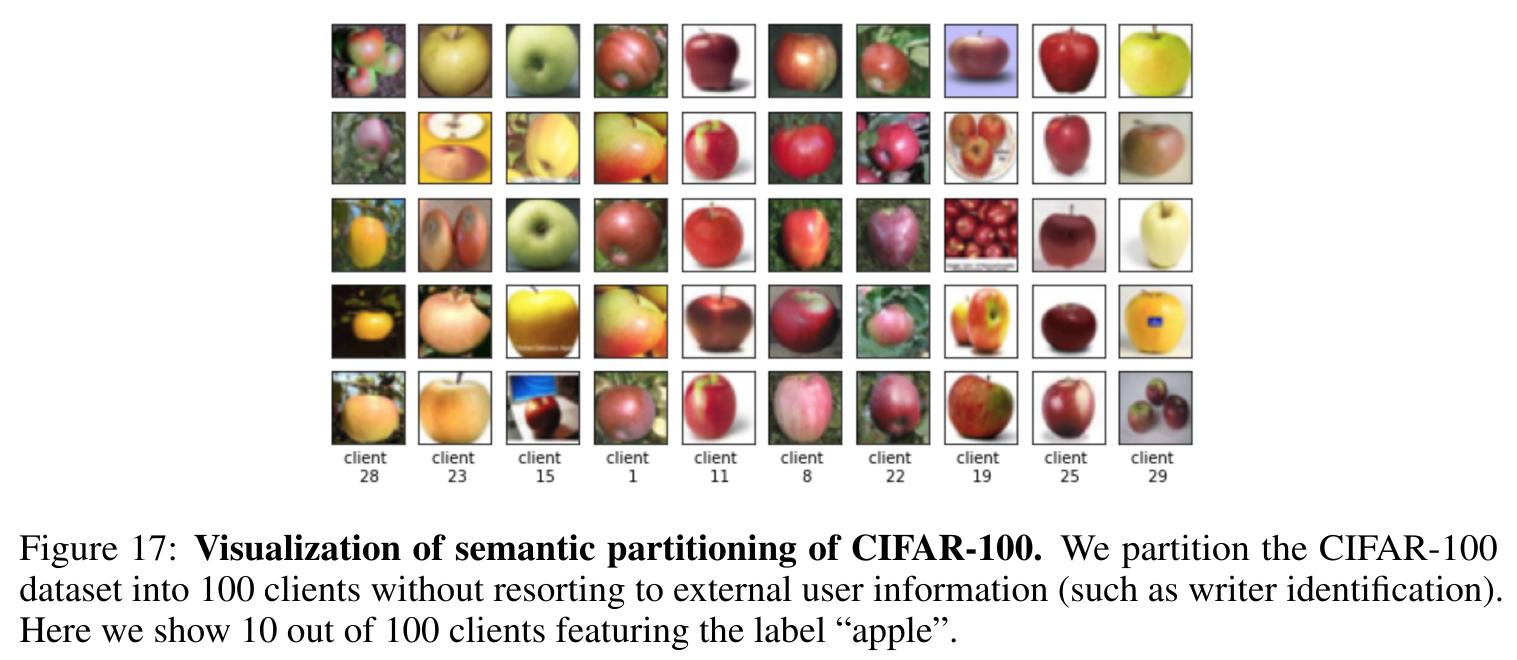 client client client client client client client client client client
28 23 15 1 11 8 22 19 25 29
Figure 17: Visualization of semantic partitioning of CIFAR-100. We partition the CIFAR-100
dataset into 100 clients without resorting to external user information (such as writer identification).
Here we show 10 out of 100 clients featuring the label “apple”.